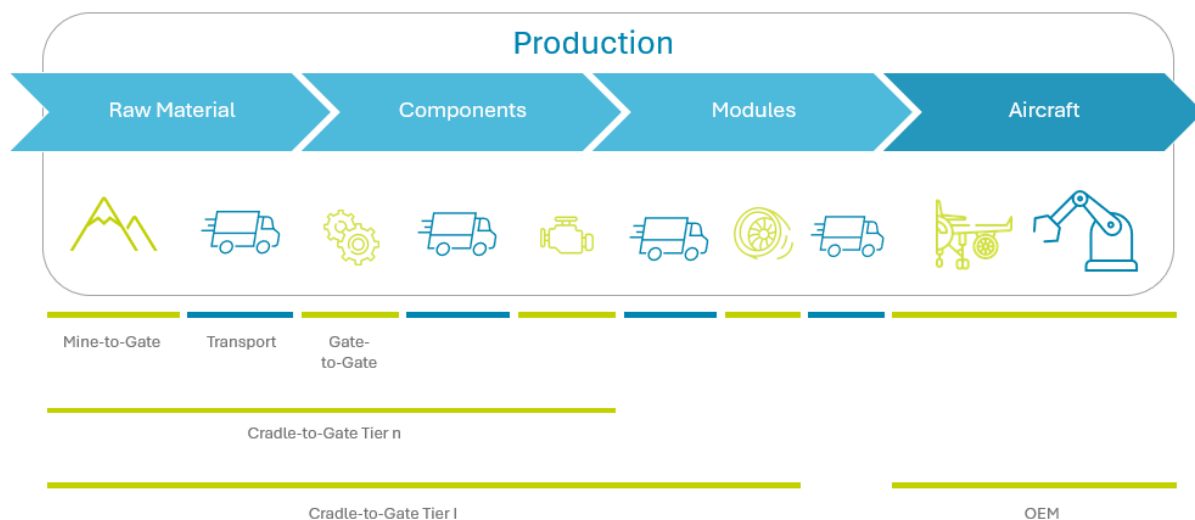 Production
Raw Material
Components
Modules
Aircraft
Mine-to-Gate
Transport
Gate-
to-Gate
Cradle-to-Gate Tier n
Cradle-to-Gate Tier I
OEM